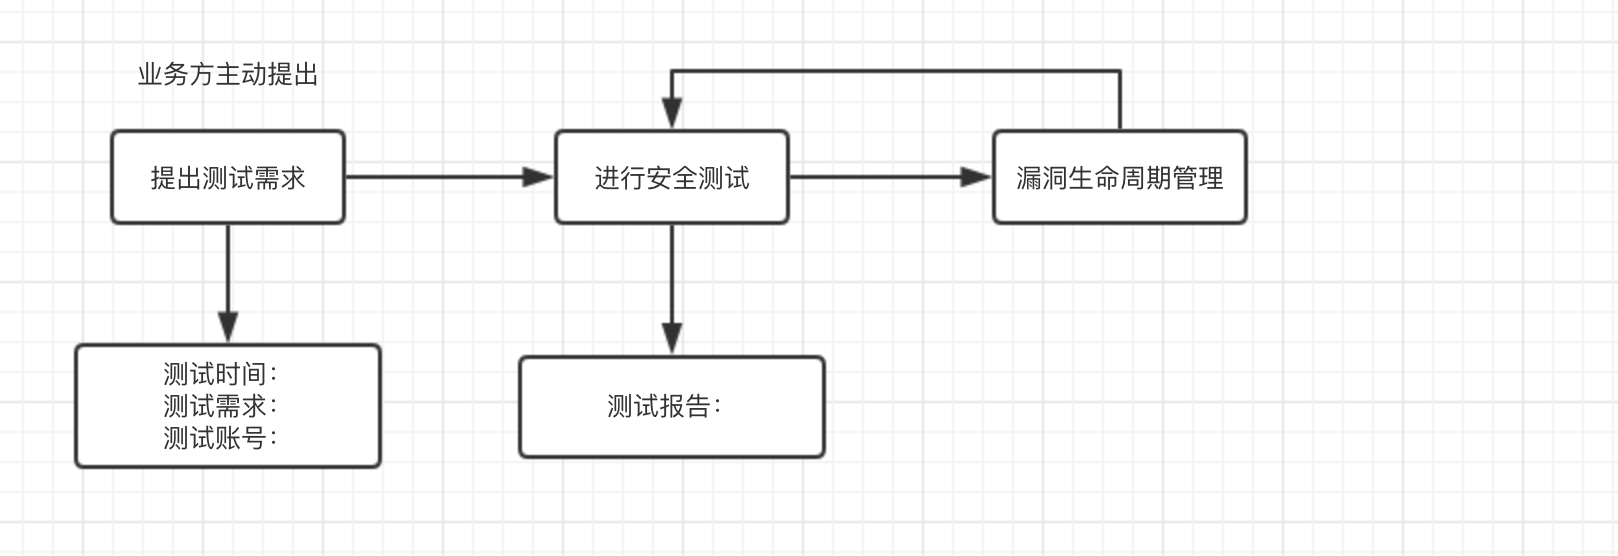 业务方主动提出
提出测试需求
进行安全测试
漏洞生命周期管理
测试时间：
测试需求：
测试账号：
测试报告：